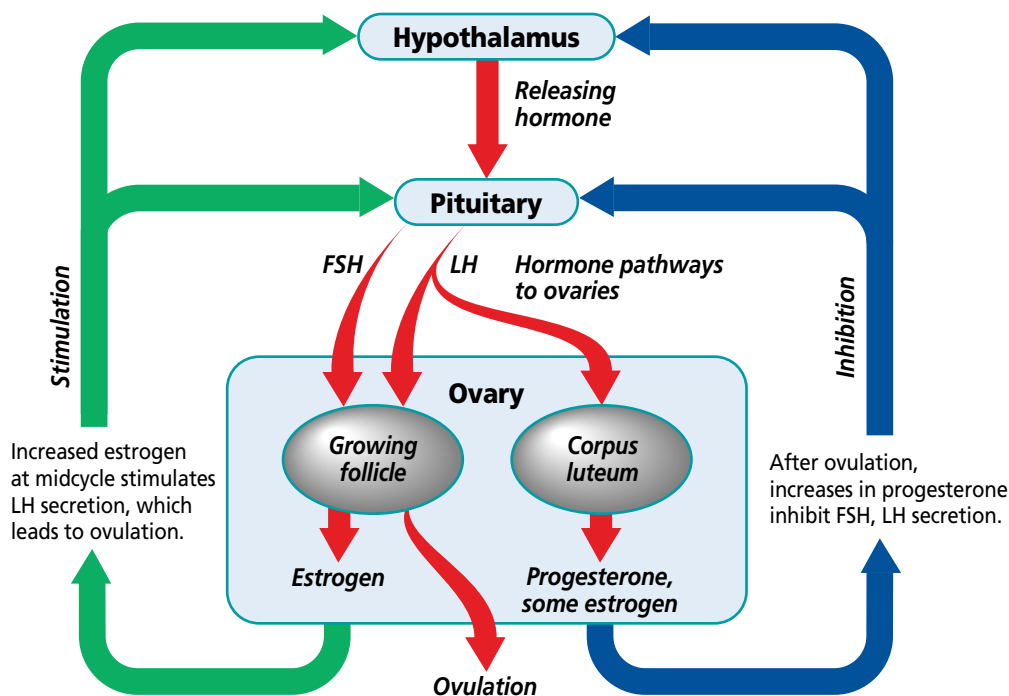 Hypothalamus
Releasing
hormone
Pituitary
FSH
LH
Hormone pathways
to ovaries
Stimulation
Inhibition
Ovary
Growing
follicle
Corpus
luteum
Increased estrogen
at midcycle stimulates
LH secretion, which
leads to ovulation.
After ovulation,
increases in progesterone
inhibit FSH, LH secretion.
Estrogen
Progesterone,
some estrogen
Ovulation